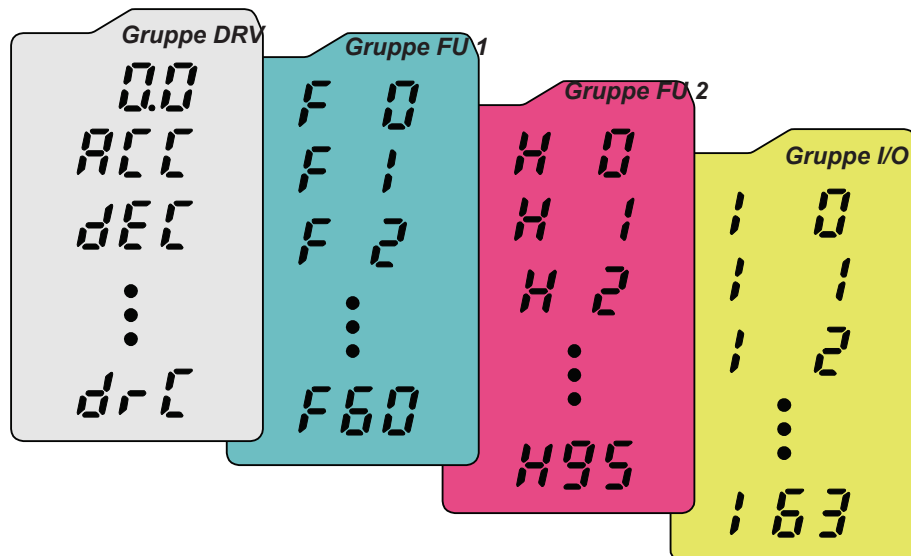 Gruppe DRV
0.0
ACC
dEC
drC
Gruppe FU 1
F 0
F 1
F 2
F60
Gruppe FU 2
H 0
H 1
H 2
H95
Gruppe I/O
I 0
I 1
I 2
I 63